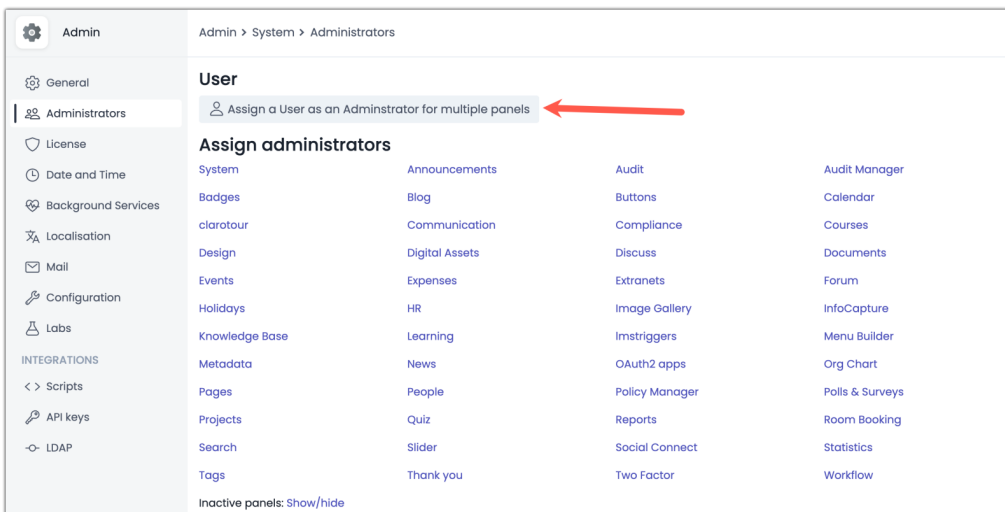 Admin
Admin > System > Administrators
General
Administrators
License
Date and Time
Background Services
Localisation
Mail
Configuration
Labs
INTEGRATIONS
Scripts
API keys
LDAP
User
Assign a User as an Adminstrator for multiple panels
Assign administrators
System Announcements Audit Audit Manager
Badges Blog Buttons Calendar
clarotour Communication Compliance Courses
Design Digital Assets Discuss Documents
Events Expenses Extranets Forum
Holidays HR Image Gallery InfoCapture
Knowledge Base Learning lmstriggers Menu Builder
Metadata News OAuth2 apps Org Chart
Pages People Policy Manager Polls & Surveys
Projects Quiz Reports Room Booking
Search Slider Social Connect Statistics
Tags Thank you Two Factor Workflow
Inactive panels: Show/hide